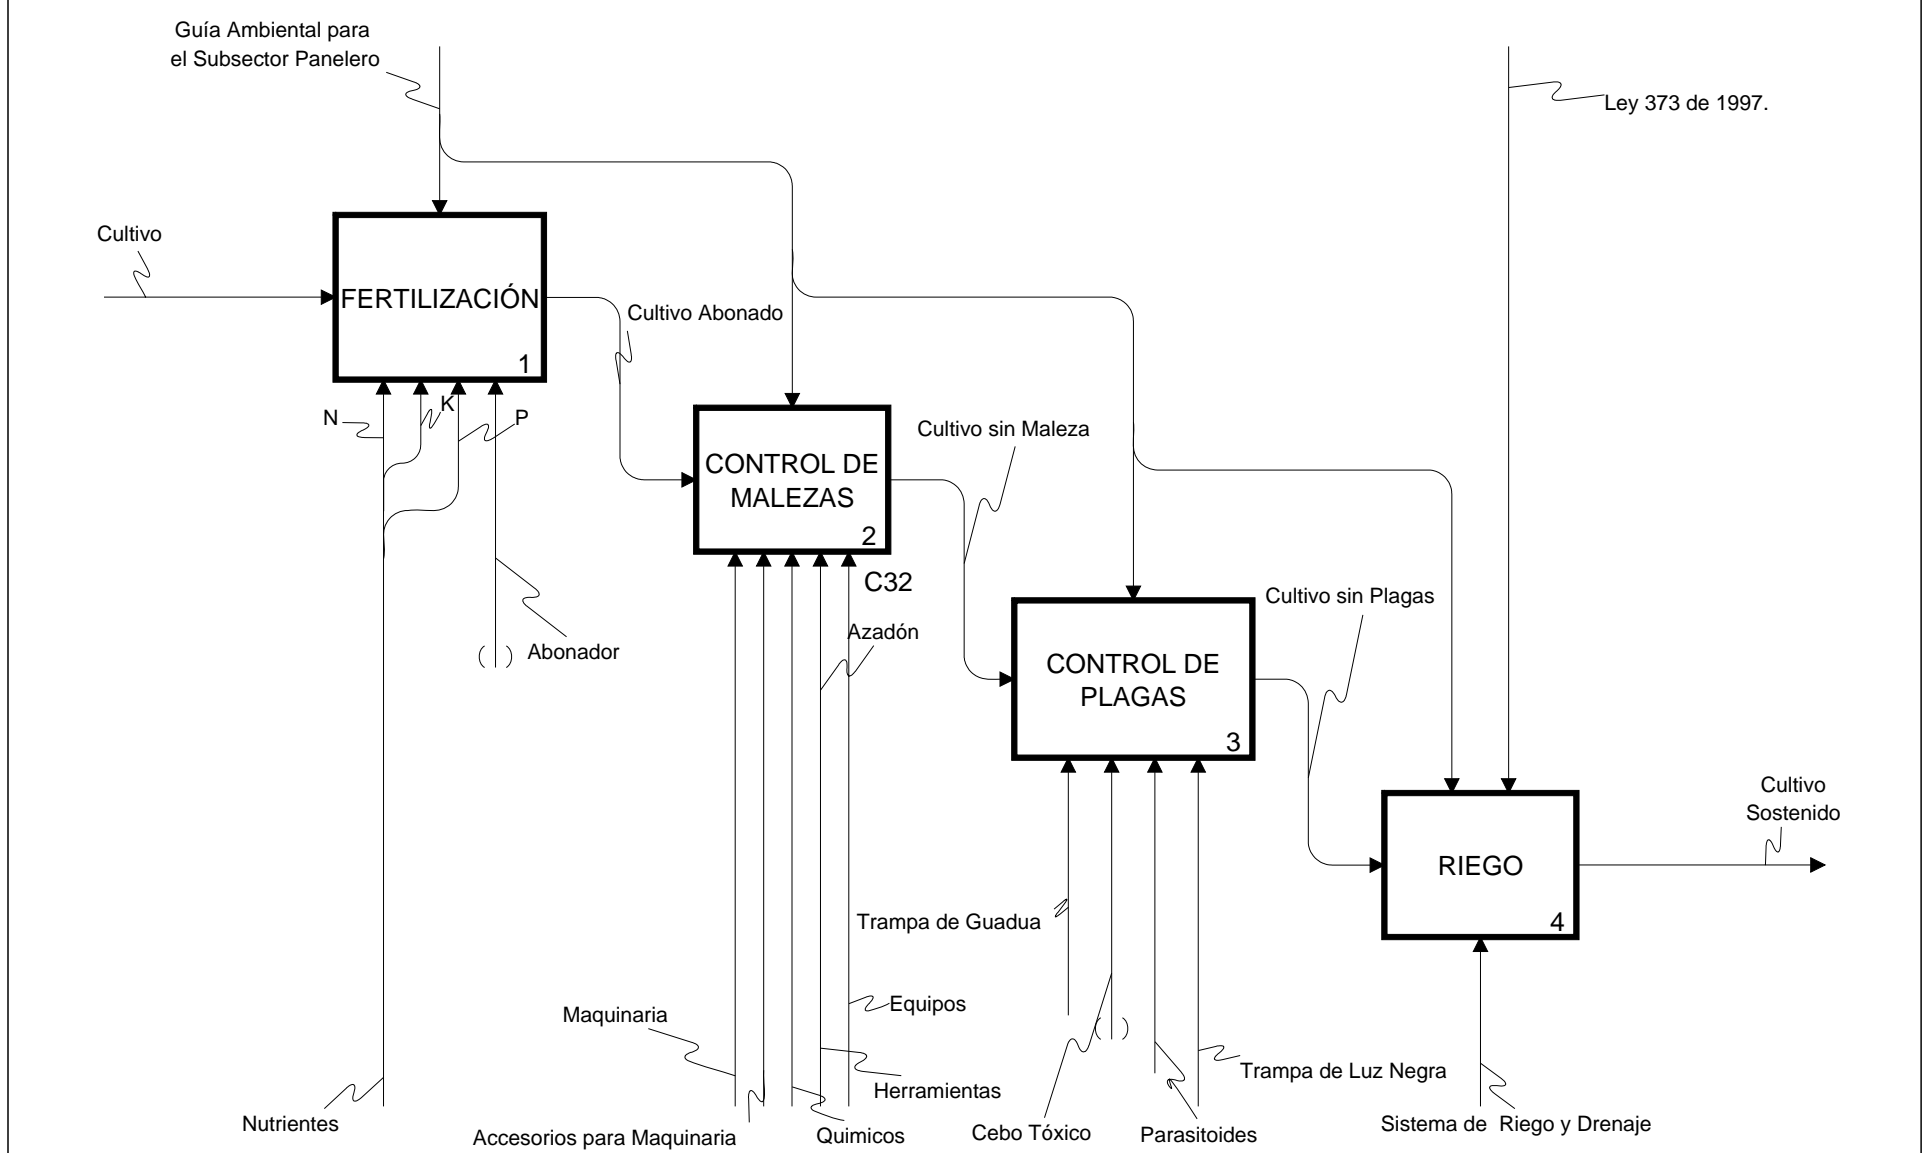 Guía Ambiental para
el Subsector Panelero
Ley 373 de 1997.
Cultivo
FERTILIZACIÓN
1
Cultivo Abonado
N
K
P
Cultivo sin Maleza
CONTROL DE
MALEZAS
2
C32
Abonador
( )
Azadón
Cultivo sin Plagas
CONTROL DE
PLAGAS
3
Cultivo
Sostenido
RIEGO
4
Trampa de Guadua
Equipos
Maquinaria
( )
Herramientas
Trampa de Luz Negra
Nutrientes
Accesorios para Maquinaria
Quimicos
Cebo Tóxico
Parasitoides
Sistema de  Riego y Drenaje